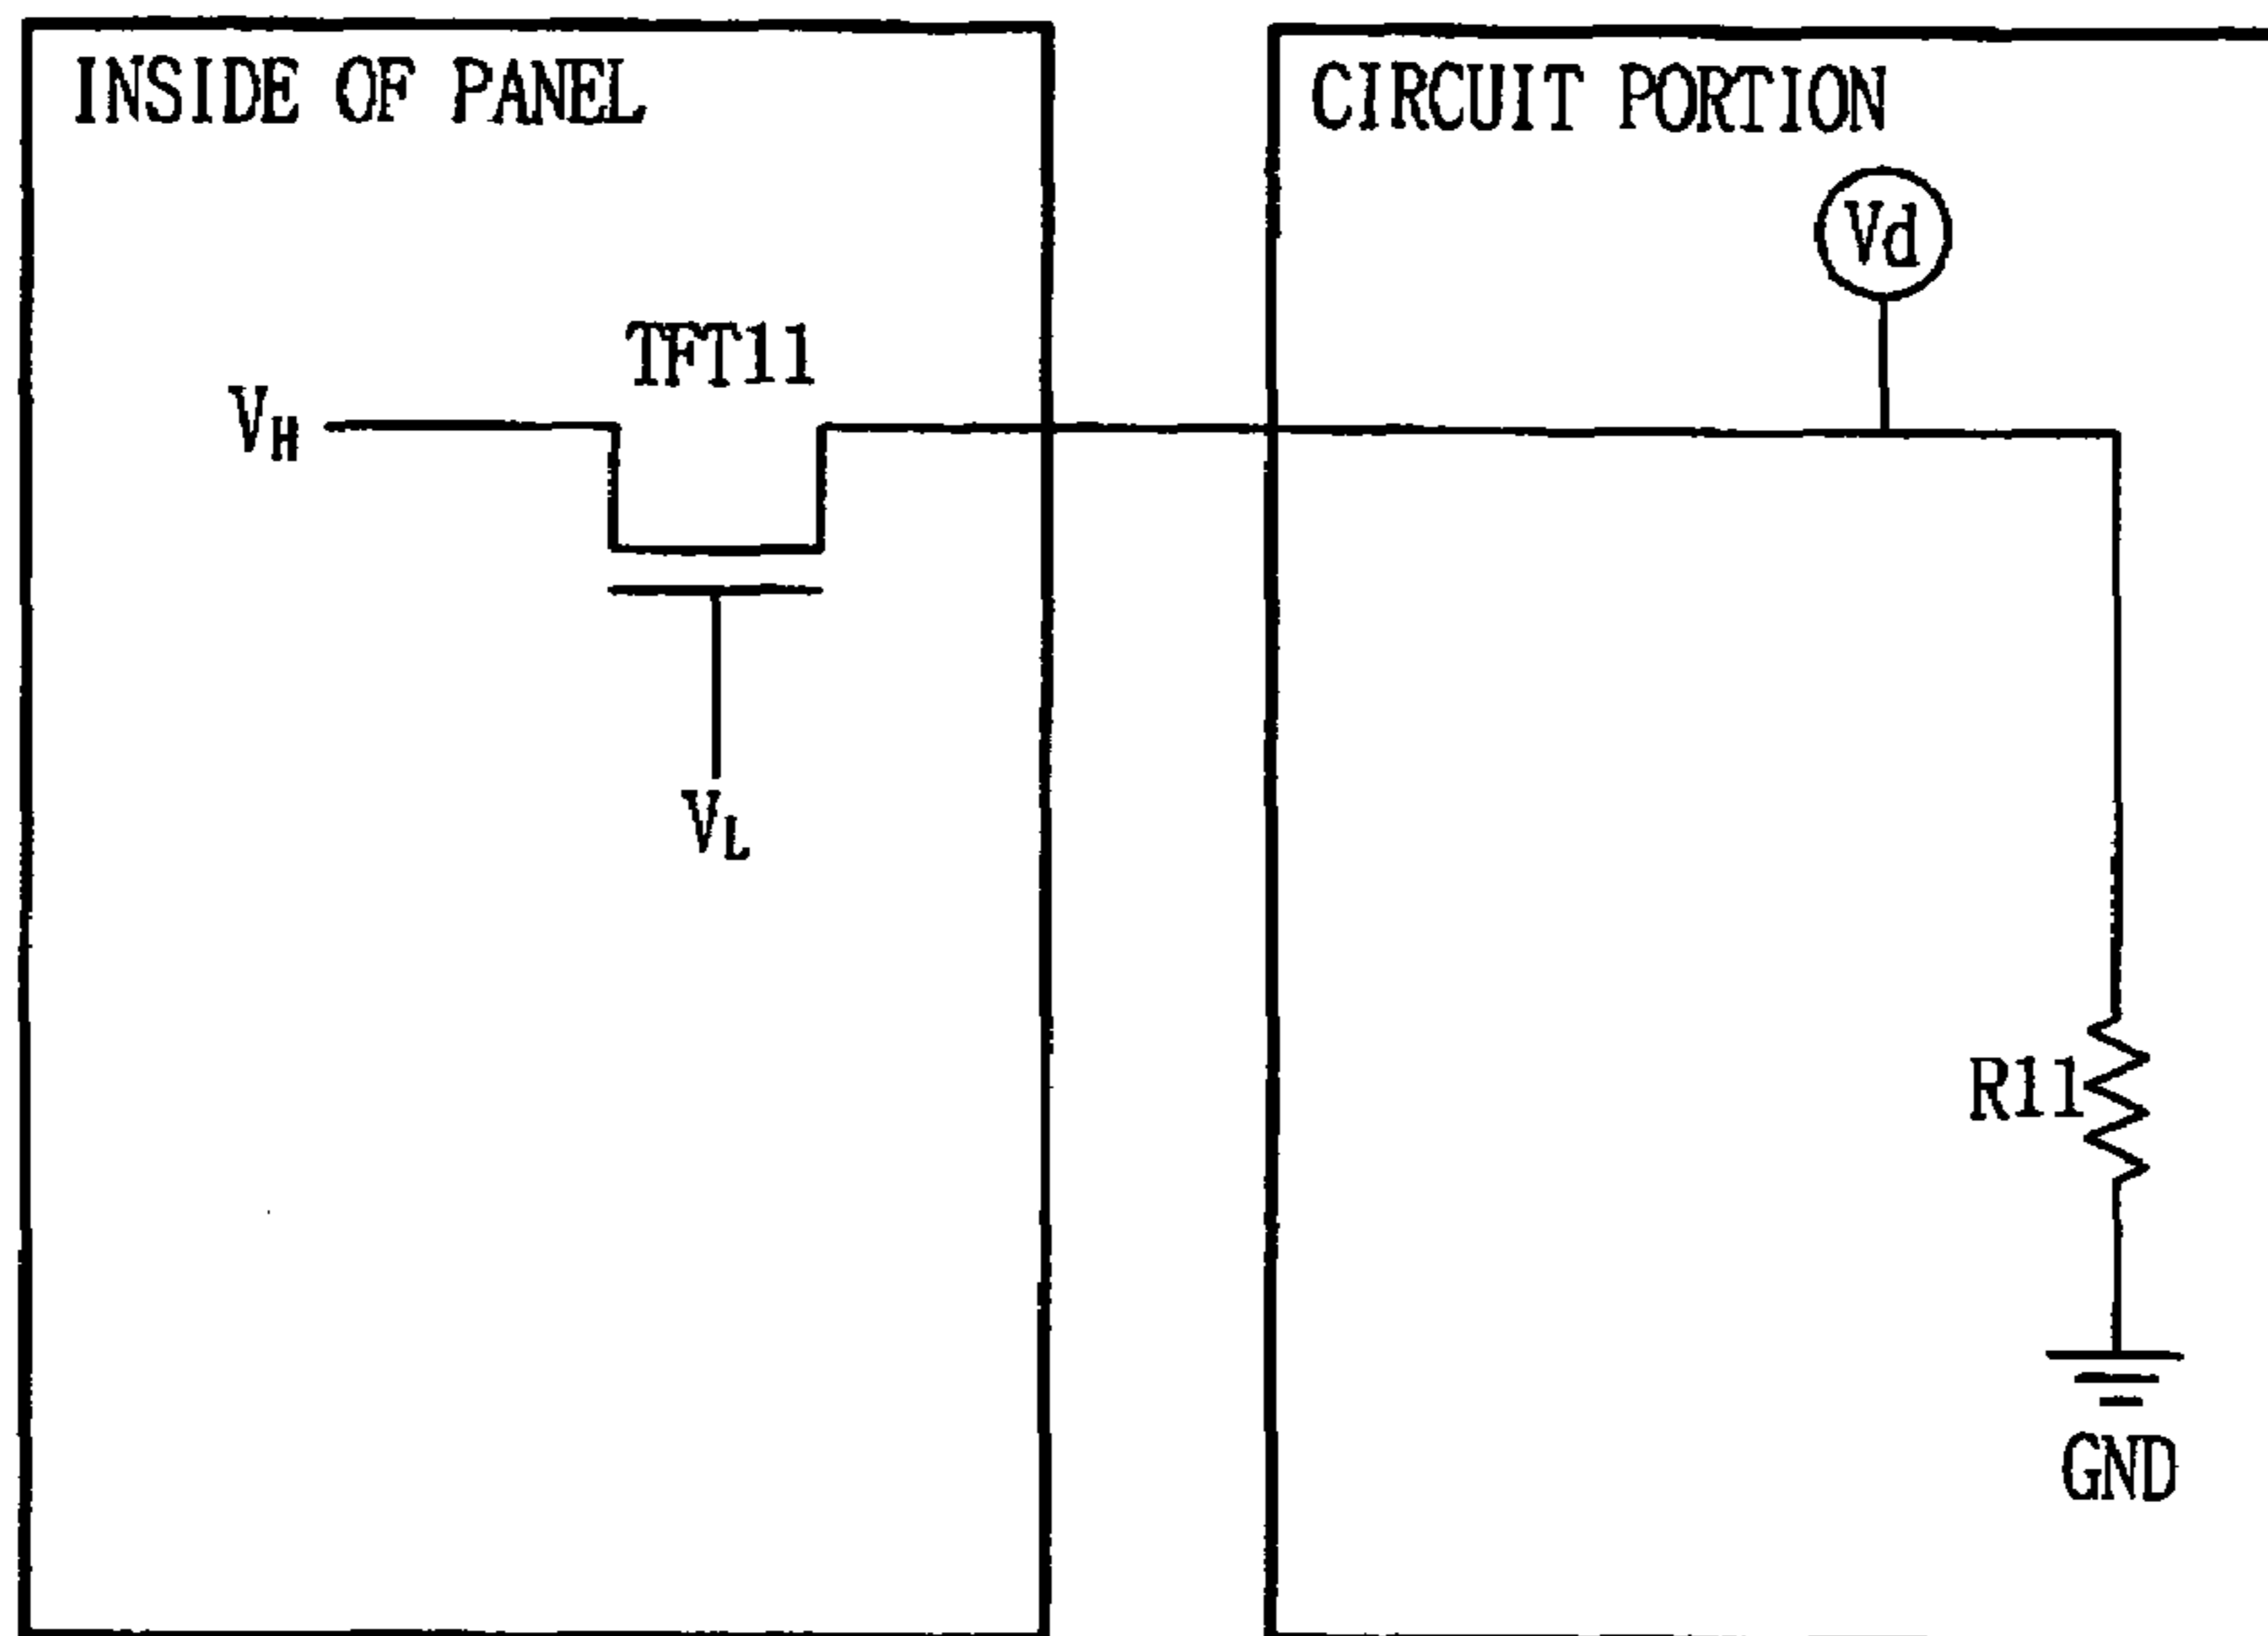 INSIDE OF PANEL
CIRCUIT PORTION
Vd
TFT11
VH
VL
R11
GND